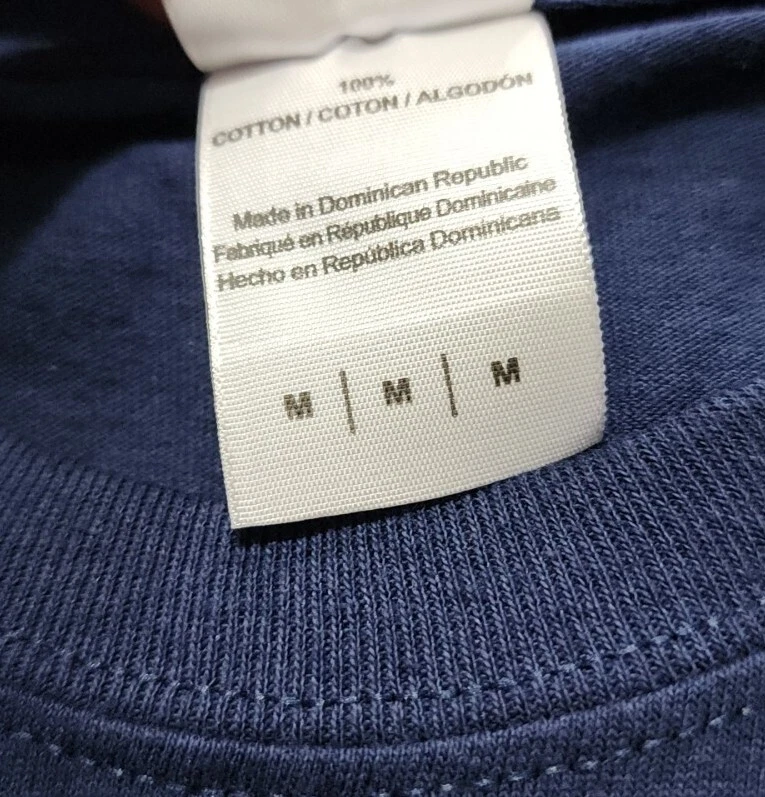 100%
COTTON / COTON / ALGODÓN
Made in Dominican Republic
Fabriqué en République Dominicaine
Hecho en República Dominicana
M | M | M